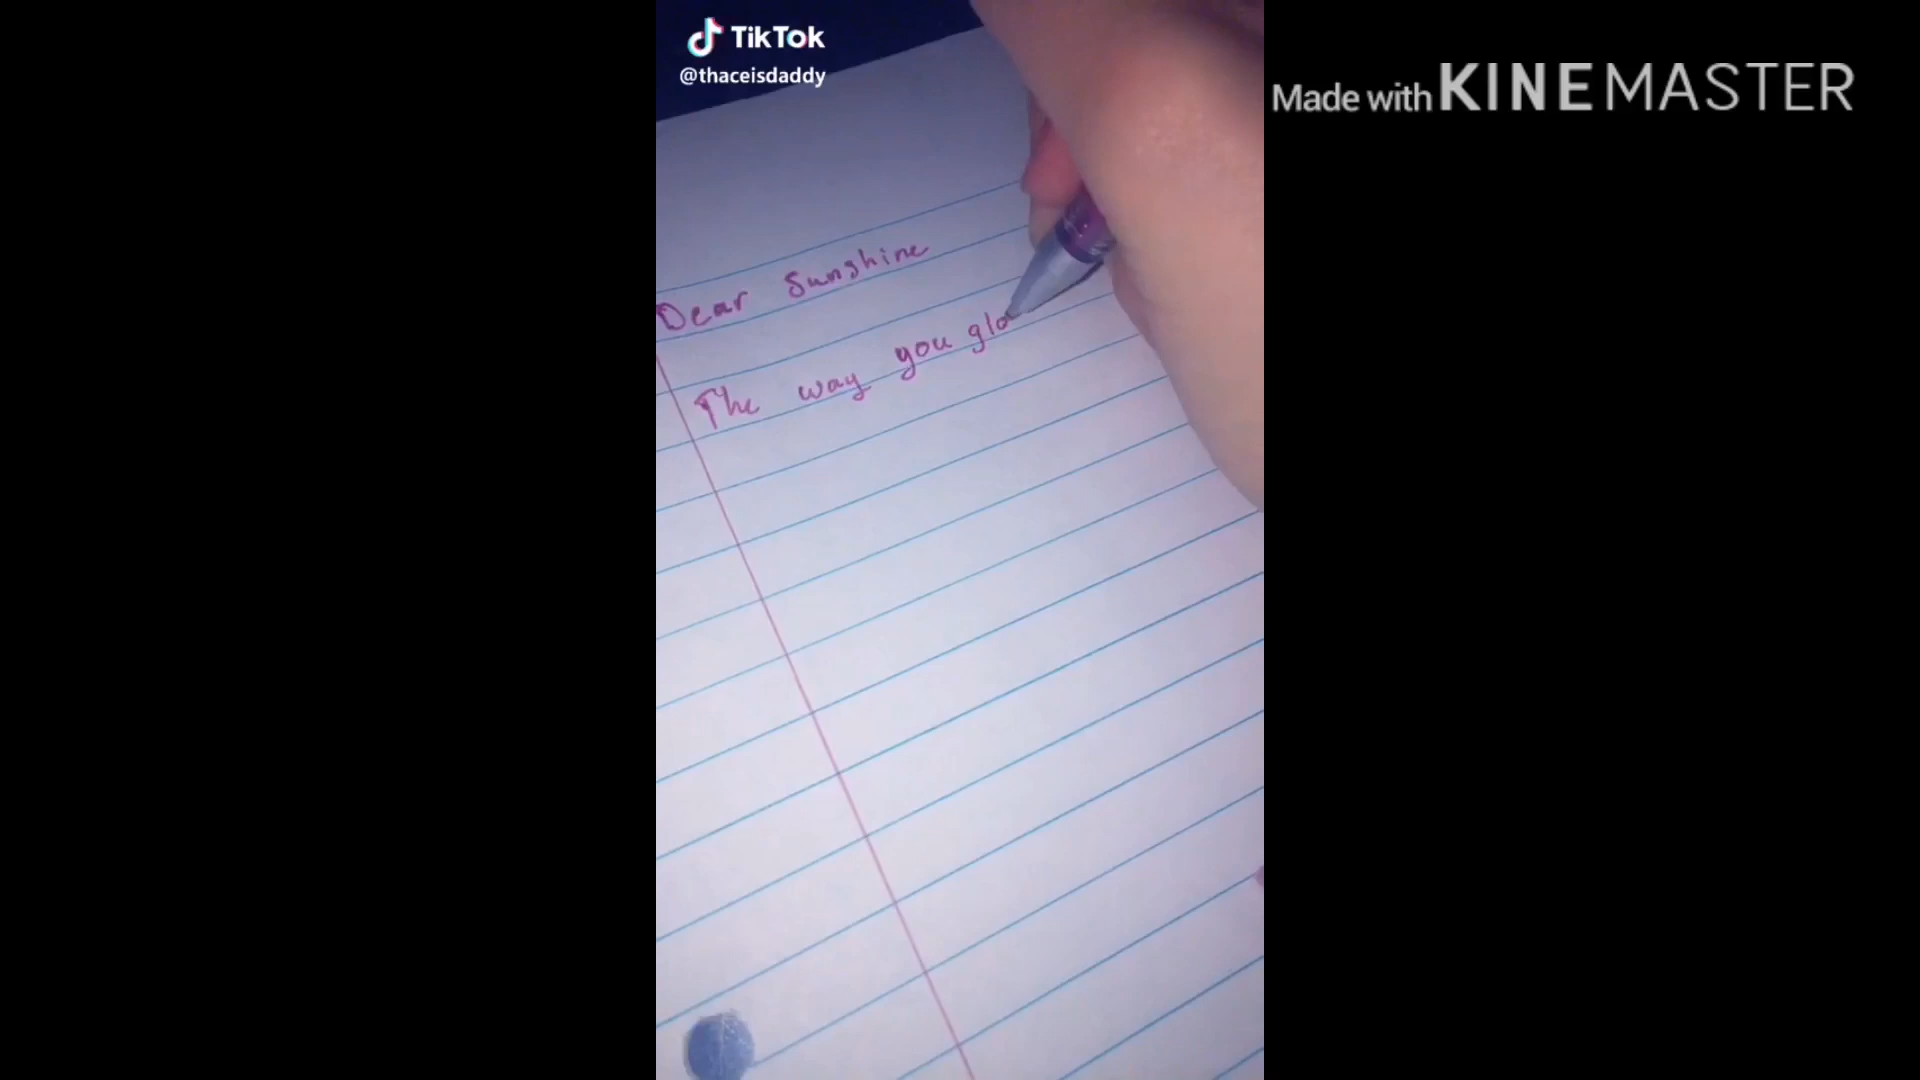 TikTok
@thaceisdaddy
Made with KINEMASTER
Dear Sunshine
The way you glo